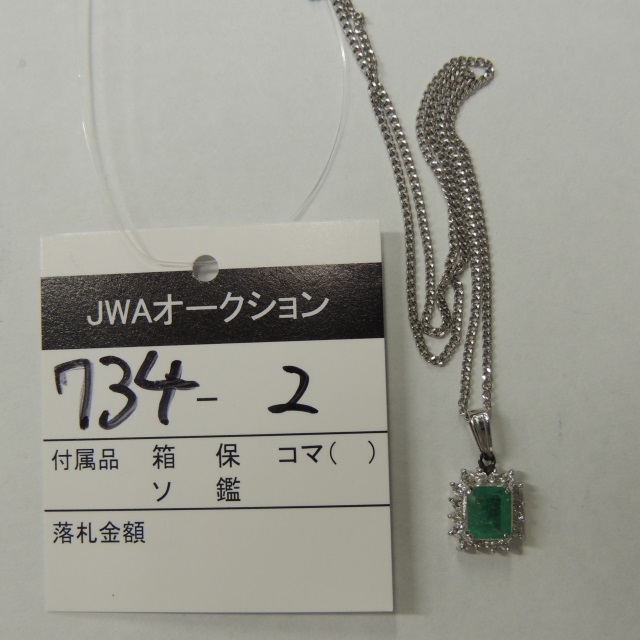 JWAオークション
734-2
付属品 箱 保 コマ( )
ソ 鑑
落札金額